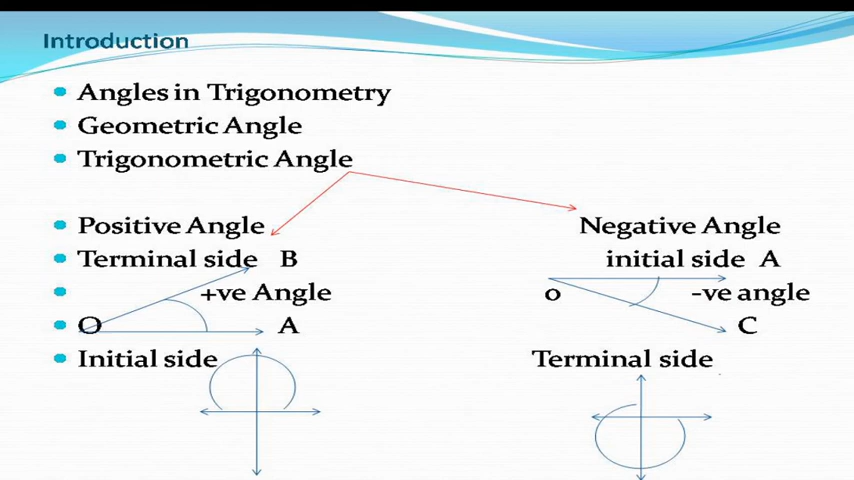 Introduction
Angles in Trigonometry
Geometric Angle
Trigonometric Angle
Positive Angle
Negative Angle
Terminal side B
initial side A
+ve Angle
o
-ve angle
O
A
C
Initial side
Terminal side